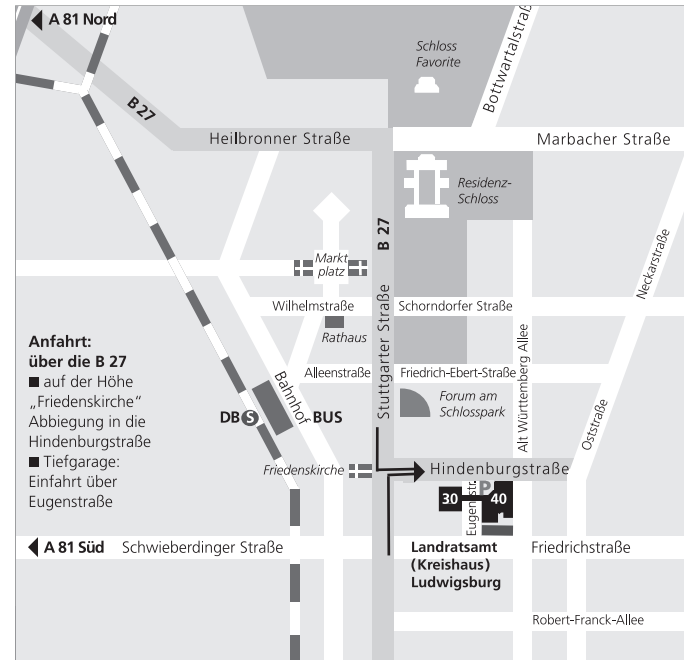 A 81 Nord
B 27
Schloss
Favorite
Bottwartalstraße
Heilbronner Straße
Marbacher Straße
Residenz-
Schloss
B 27
Neckarstraße
Markt
platz
Wilhelmstraße
Schorndorfer Straße
Rathaus
Stuttgarter Straße
Alleenstraße
Friedrich-Ebert-Straße
Alt Württemberg Allee
Anfahrt:
über die B 27
■ auf der Höhe
„Friedenskirche“
Abbiegung in die
Hindenburgstraße
■ Tiefgarage:
Einfahrt über
Eugenstraße
Bahnhof
DB S
BUS
Forum am
Schlosspark
Oststraße
Friedenskirche
Hindenburgstraße
P
30
40
A 81 Süd
Schwieberdinger Straße
Landratsamt
(Kreishaus)
Ludwigsburg
Friedrichstraße
Robert-Franck-Allee